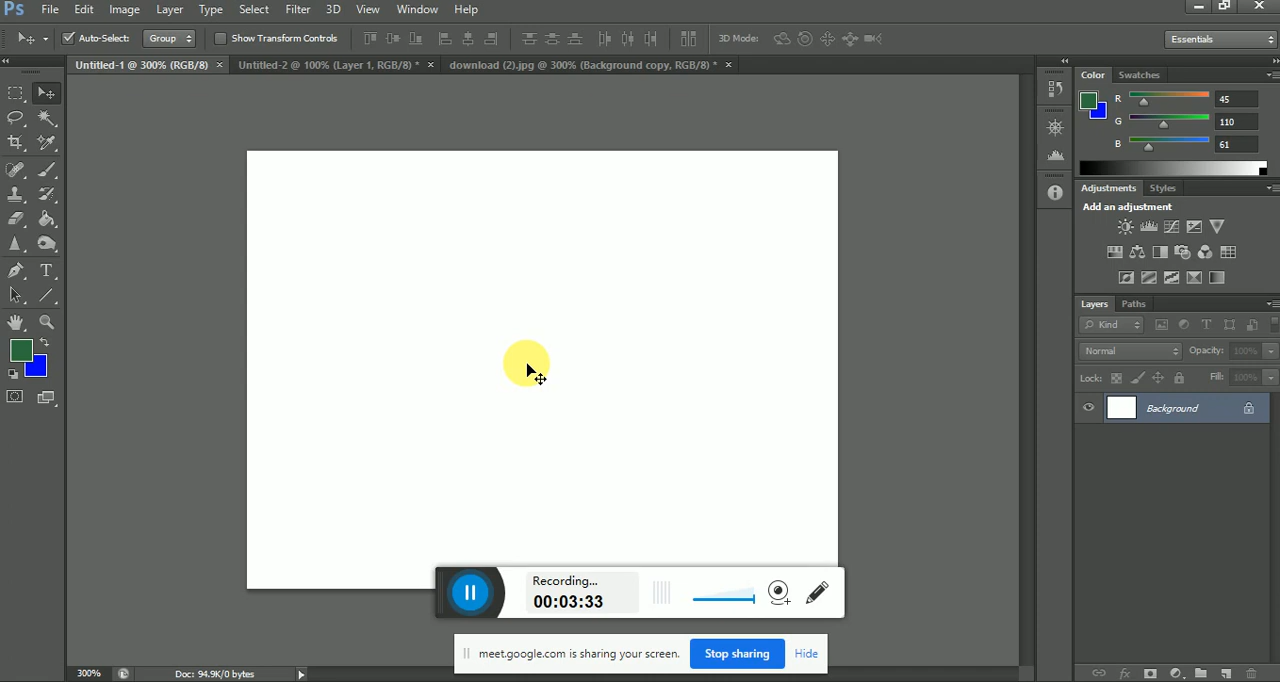 Ps File Edit Image Layer Type Select Filter 3D View Window Help
Auto-Select: Group Show Transform Controls 3D Mode: Essentials
Untitled-1 @ 300% (RGB/8) × Untitled-2 @ 100% (Layer 1, RGB/8) * × download (2).jpg @ 300% (Background copy, RGB/8) * ×
Color Swatches
R 45
G 110
B 61
Adjustments Styles
Add an adjustment
Layers Paths
Kind
Normal Opacity: 100%
Lock: Fill: 100%
Background
Recording...
00:03:33
meet.google.com is sharing your screen. Stop sharing Hide
300% Doc: 94.9K/0 bytes